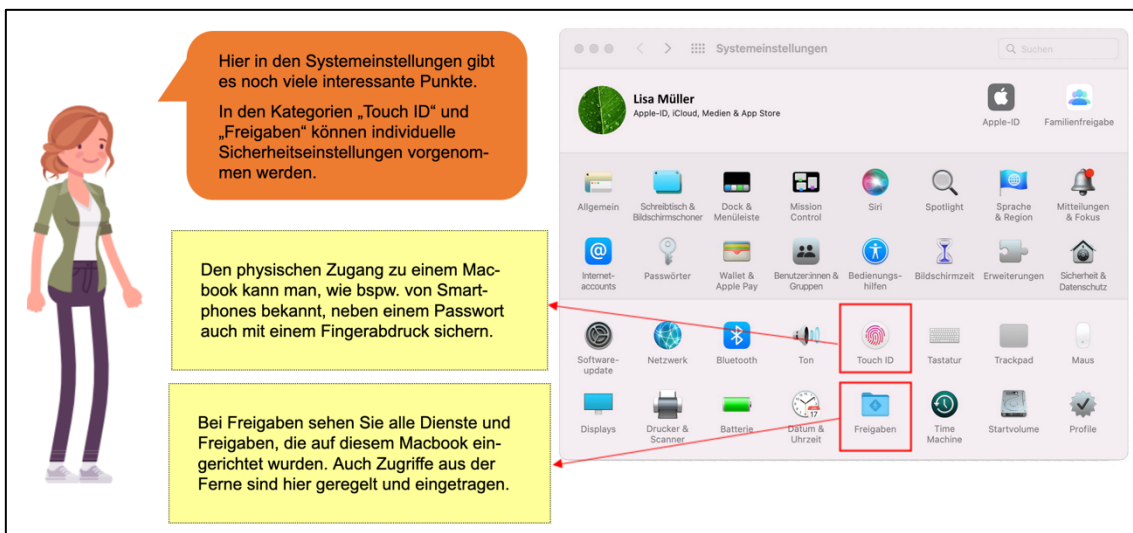 Hier in den Systemeinstellungen gibt
es noch viele interessante Punkte.
In den Kategorien „Touch ID“ und
„Freigaben“ können individuelle
Sicherheitseinstellungen vorgenom-
men werden.
Den physischen Zugang zu einem Mac-
book kann man, wie bspw. von Smart-
phones bekannt, neben einem Passwort
auch mit einem Fingerabdruck sichern.
Bei Freigaben sehen Sie alle Dienste und
Freigaben, die auf diesem Macbook ein-
gerichtet wurden. Auch Zugriffe aus der
Ferne sind hier geregelt und eingetragen.
Systemeinstellungen
Suchen
Lisa Müller
Apple-ID, iCloud, Medien & App Store
Apple-ID
Familienfreigabe
Allgemein
Schreibtisch &
Bildschirmschoner
Dock &
Menüleiste
Mission
Control
Siri
Spotlight
Sprache
& Region
Mitteilungen
& Fokus
Internet-
accounts
Passwörter
Wallet &
Apple Pay
Benutzer:innen &
Gruppen
Bedienungs-
hilfen
Bildschirmzeit
Erweiterungen
Sicherheit &
Datenschutz
Software-
update
Netzwerk
Bluetooth
Ton
Touch ID
Tastatur
Trackpad
Maus
Displays
Drucker &
Scanner
Batterie
17
Datum &
Uhrzeit
Freigaben
Time
Machine
Startvolume
Profile